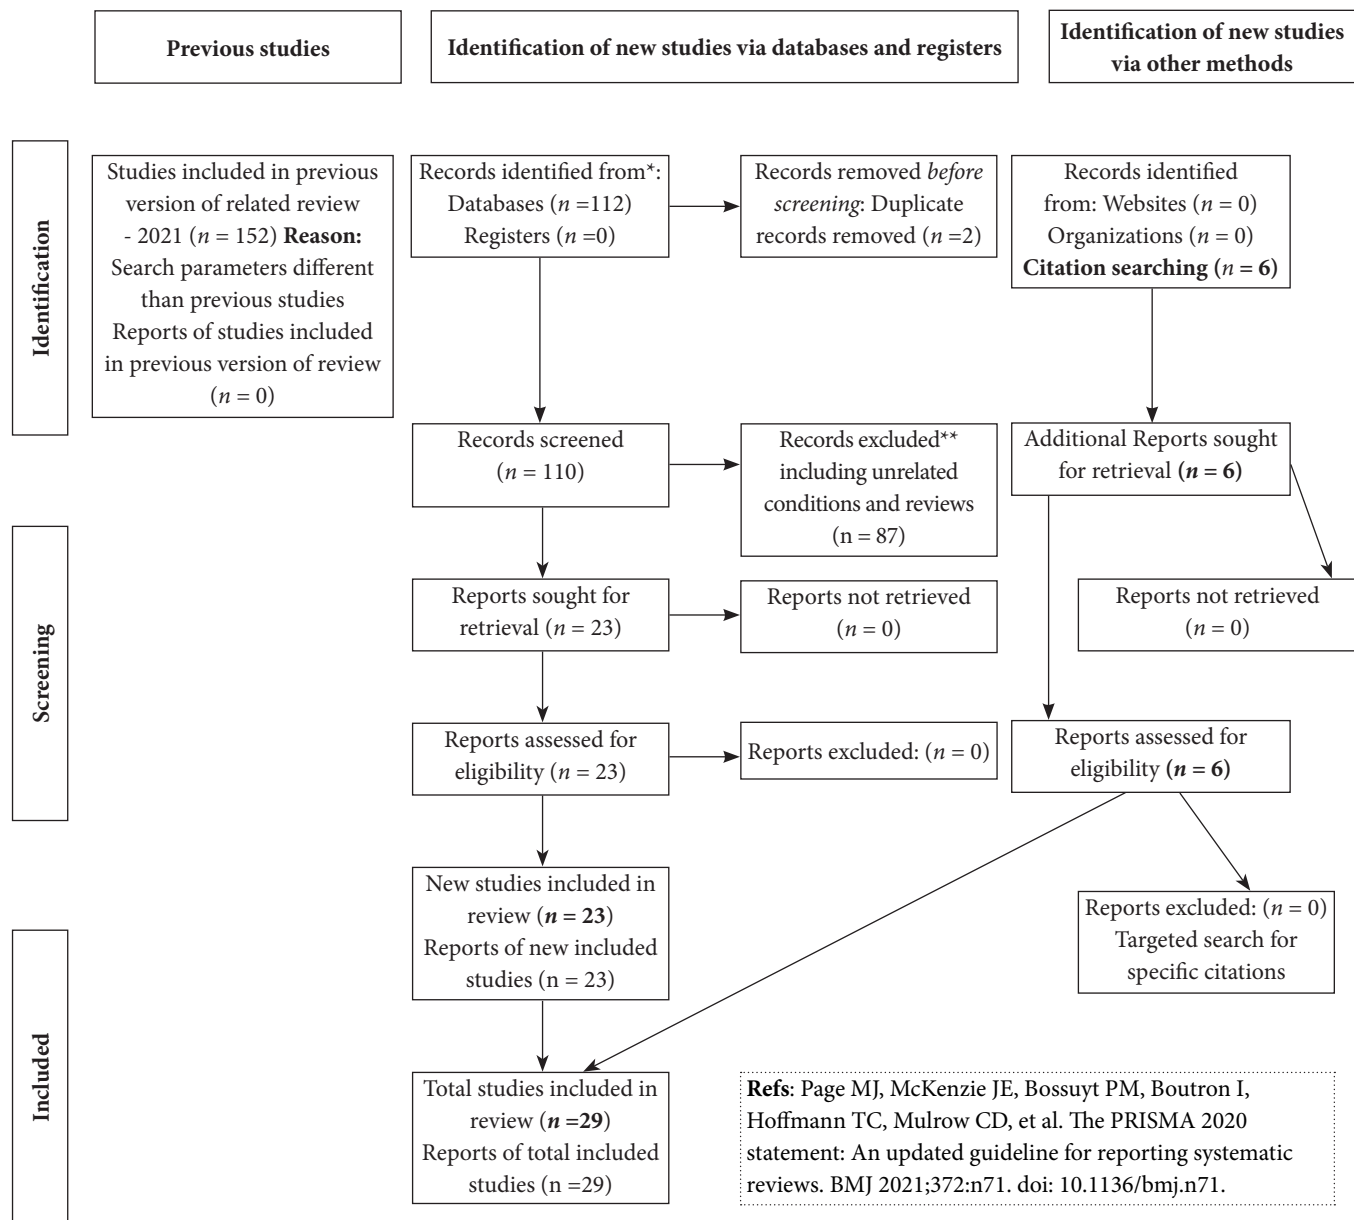 Previous studies
Identification of new studies via databases and registers
Identification of new studies
via other methods
Identification
Studies included in previous
version of related review
- 2021 (n = 152) Reason:
Search parameters different
than previous studies
Reports of studies included
in previous version of review
(n = 0)
Records identified from*:
Databases (n =112)
Registers (n =0)
Records removed before
screening: Duplicate
records removed (n =2)
Records identified
from: Websites (n = 0)
Organizations (n = 0)
Citation searching (n = 6)
Records screened
(n = 110)
Records excluded**
including unrelated
conditions and reviews
(n = 87)
Additional Reports sought
for retrieval (n = 6)
Screening
Reports sought for
retrieval (n = 23)
Reports not retrieved
(n = 0)
Reports not retrieved
(n = 0)
Reports assessed for
eligibility (n = 23)
Reports excluded: (n = 0)
Reports assessed for
eligibility (n = 6)
Included
New studies included in
review (n = 23)
Reports of new included
studies (n = 23)
Reports excluded: (n = 0)
Targeted search for
specific citations
Total studies included in
review (n =29)
Reports of total included
studies (n =29)
Refs: Page MJ, McKenzie JE, Bossuyt PM, Boutron I,
Hoffmann TC, Mulrow CD, et al. The PRISMA 2020
statement: An updated guideline for reporting systematic
reviews. BMJ 2021;372:n71. doi: 10.1136/bmj.n71.